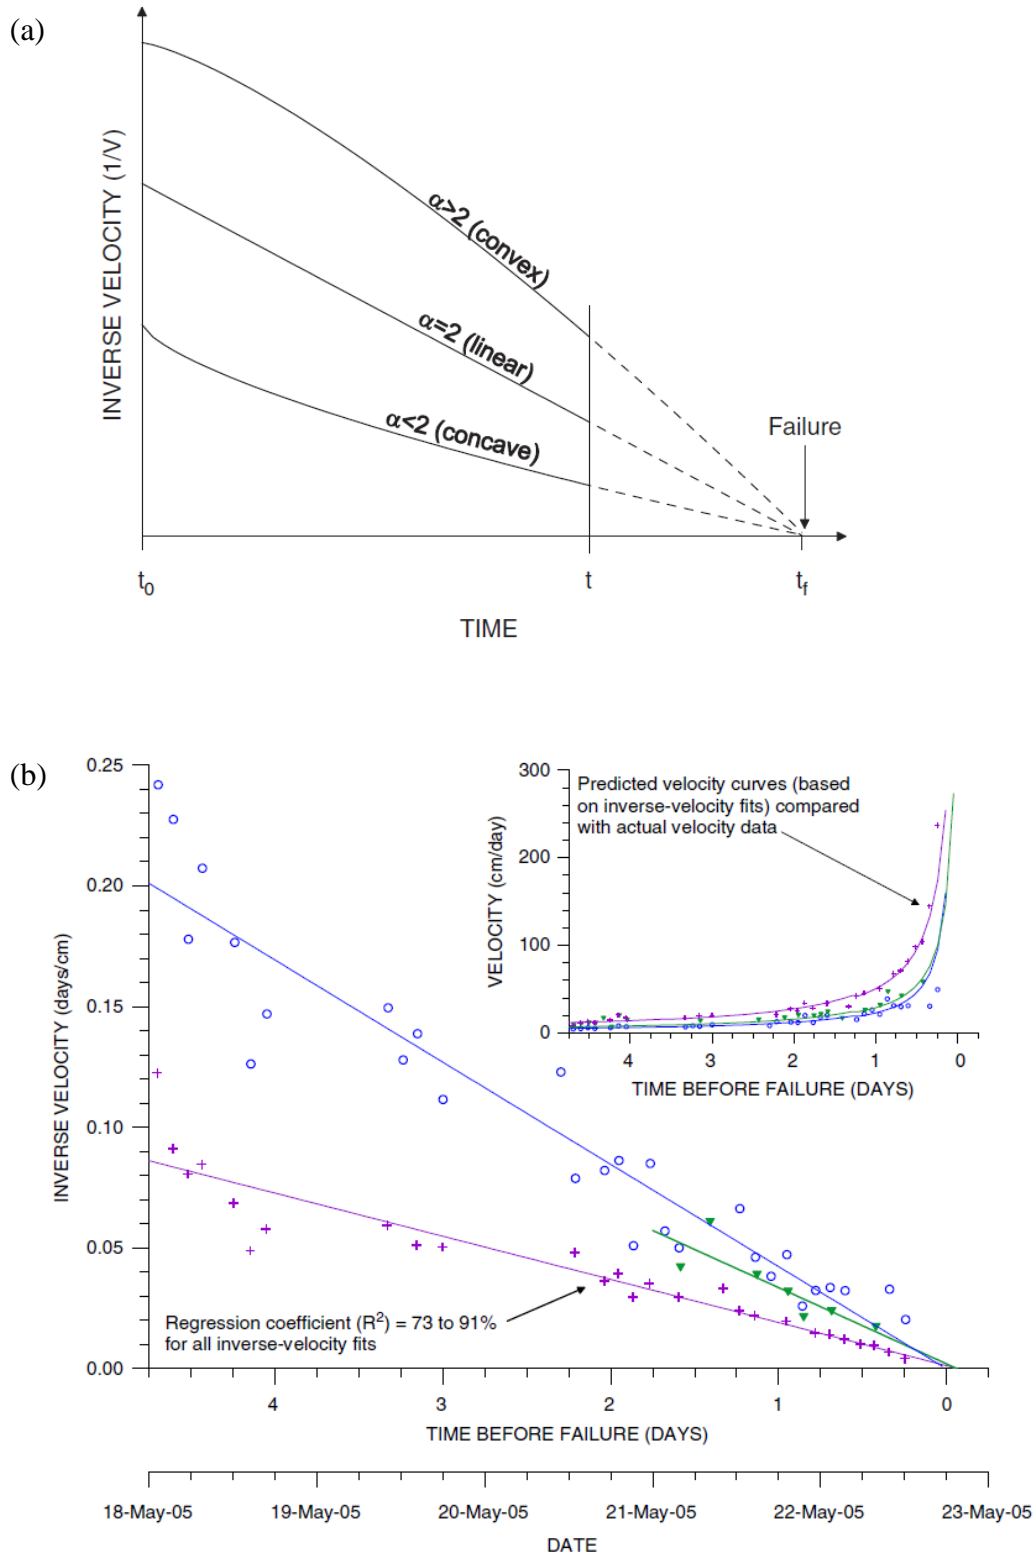 (a)
INVERSE VELOCITY (1/V)
α>2 (convex)
α=2 (linear)
α<2 (concave)
Failure
t0
t
tf
TIME
(b)
0.25
0.20
0.15
0.10
0.05
0.00
INVERSE VELOCITY (days/cm)
300
200
100
0
VELOCITY (cm/day)
Predicted velocity curves (based
on inverse-velocity fits) compared
with actual velocity data
4
3
2
1
0
TIME BEFORE FAILURE (DAYS)
Regression coefficient (R²) = 73 to 91%
for all inverse-velocity fits
4
3
2
1
0
TIME BEFORE FAILURE (DAYS)
18-May-05
19-May-05
20-May-05
21-May-05
22-May-05
23-May-05
DATE